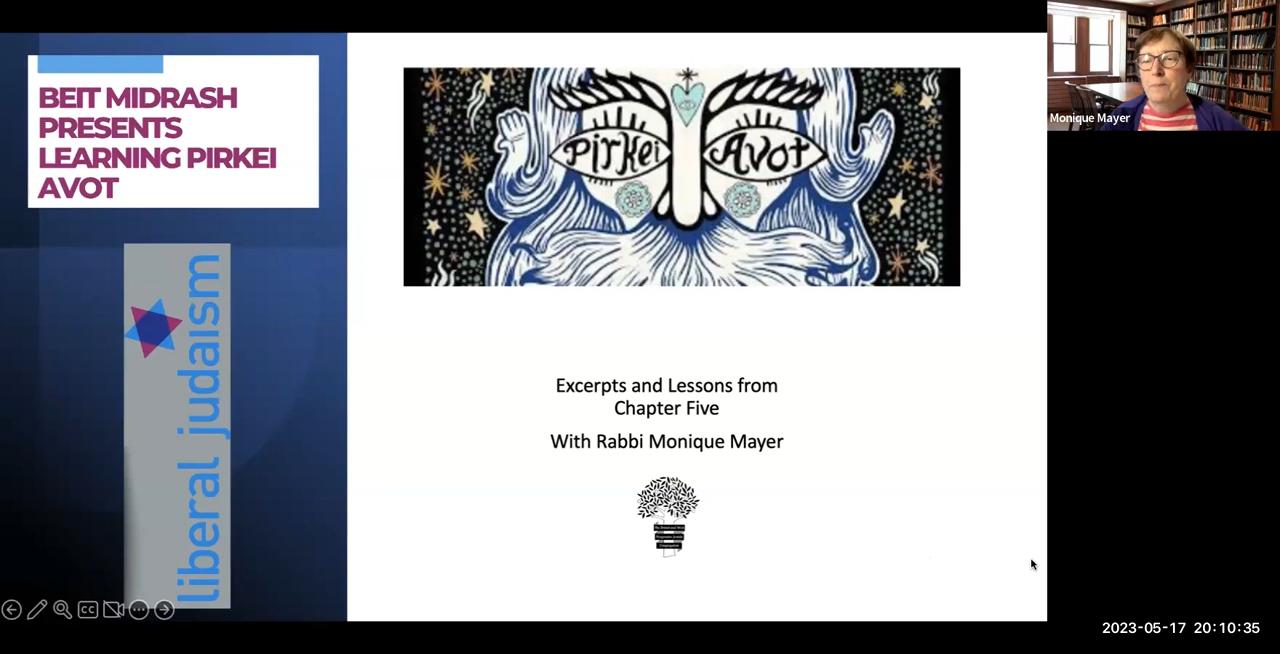 BEIT MIDRASH
PRESENTS
LEARNING PIRKEI
AVOT
liberal judaism
Pirkei Avot
Excerpts and Lessons from
Chapter Five
With Rabbi Monique Mayer
Monique Mayer
CC
2023-05-17 20:10:35